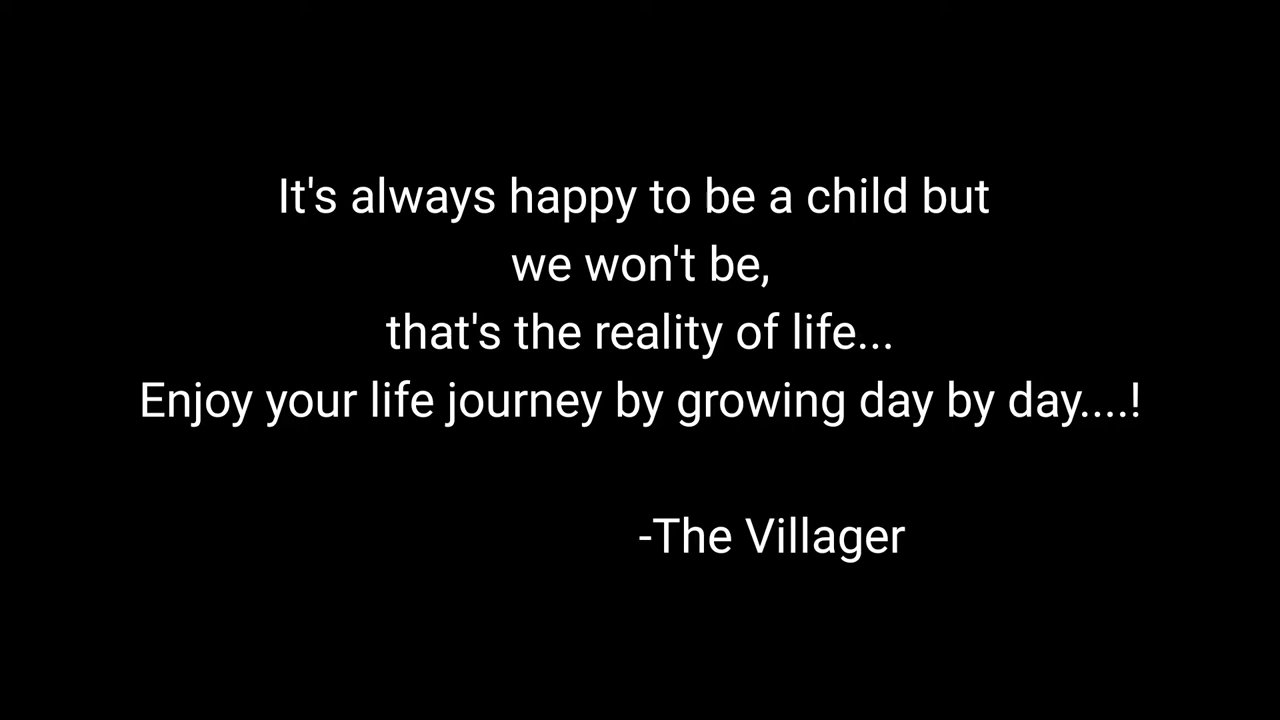 It's always happy to be a child but
we won't be,
that's the reality of life...
Enjoy your life journey by growing day by day....!
-The Villager